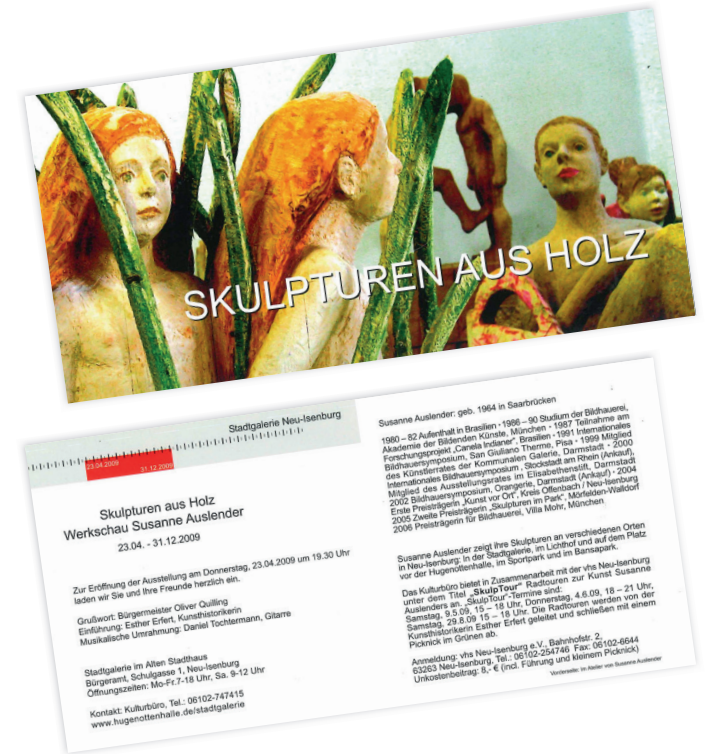 SKULPTUREN AUS HOLZ
Stadtgalerie Neu-Isenburg
23.04.2009
31.12.2009
Skulpturen aus Holz
Werkschau Susanne Auslender
23.04. - 31.12.2009
Zur Eröffnung der Ausstellung am Donnerstag, 23.04.2009 um 19.30 Uhr
laden wir Sie und Ihre Freunde herzlich ein.
Grußwort: Bürgermeister Oliver Quilling
Einführung: Esther Erfert, Kunsthistorikerin
Musikalische Umrahmung: Daniel Tochtermann, Gitarre
Stadtgalerie im Alten Stadthaus
Bürgeramt, Schulgasse 1, Neu-Isenburg
Öffnungszeiten: Mo-Fr.7-18 Uhr, Sa. 9-12 Uhr
Kontakt: Kulturbüro, Tel.: 06102-747415
www.hugenottenhalle.de/stadtgalerie
Susanne Auslender: geb. 1964 in Saarbrücken
1980 – 82 Aufenthalt in Brasilien • 1986 – 90 Studium der Bildhauerei,
Akademie der Bildenden Künste, München • 1987 Teilnahme am
Forschungsprojekt „Canela Indianer", Brasilien • 1991 Internationales
Bildhauersymposium, San Giuliano Therme, Pisa • 1999 Mitglied
des Künstlerrates der Kommunalen Galerie, Darmstadt • 2000
Internationales Bildhauersymposium, Stockstadt am Rhein (Ankauf),
Mitglied des Ausstellungsrates im Elisabethenstift, Darmstadt
2002 Bildhauersymposium, Orangerie, Darmstadt (Ankauf) • 2004
Erste Preisträgerin „Kunst vor Ort", Kreis Offenbach / Neu-Isenburg
2005 Zweite Preisträgerin „Skulpturen im Park", Mörfelden-Walldorf
2006 Preisträgerin für Bildhauerei, Villa Mohr, München
Susanne Auslender zeigt ihre Skulpturen an verschiedenen Orten
in Neu-Isenburg: In der Stadtgalerie, im Lichthof und auf dem Platz
vor der Hugenottenhalle, im Sportpark und im Bansapark.
Das Kulturbüro bietet in Zusammenarbeit mit der vhs Neu-Isenburg
unter dem Titel „SkulpTour" Radtouren zur Kunst Susanne
Auslenders an. „SkulpTour"-Termine sind:
Samstag, 9.5.09, 15 – 18 Uhr, Donnerstag, 4.6.09, 18 – 21 Uhr,
Samstag, 29.8.09 15 – 18 Uhr. Die Radtouren werden von der
Kunsthistorikerin Esther Erfert geleitet und schließen mit einem
Picknick im Grünen ab.
Anmeldung: vhs Neu-Isenburg e.V., Bahnhofstr. 2,
63263 Neu-Isenburg, Tel.: 06102-254746 Fax: 06102-6644
Unkostenbeitrag: 8,- € (incl. Führung und kleinem Picknick)
Vorderseite: Im Atelier von Susanne Auslender